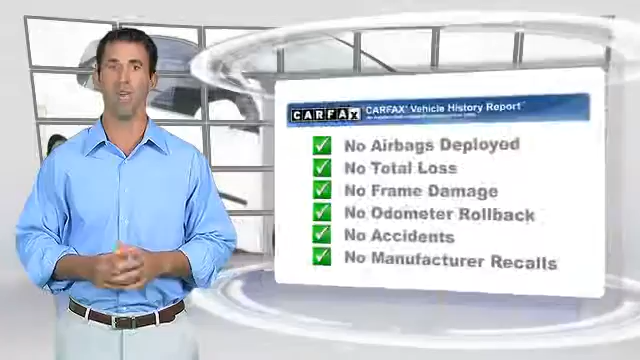 CARFAX CARFAX Vehicle History Report
No Airbags Deployed
No Total Loss
No Frame Damage
No Odometer Rollback
No Accidents
No Manufacturer Recalls